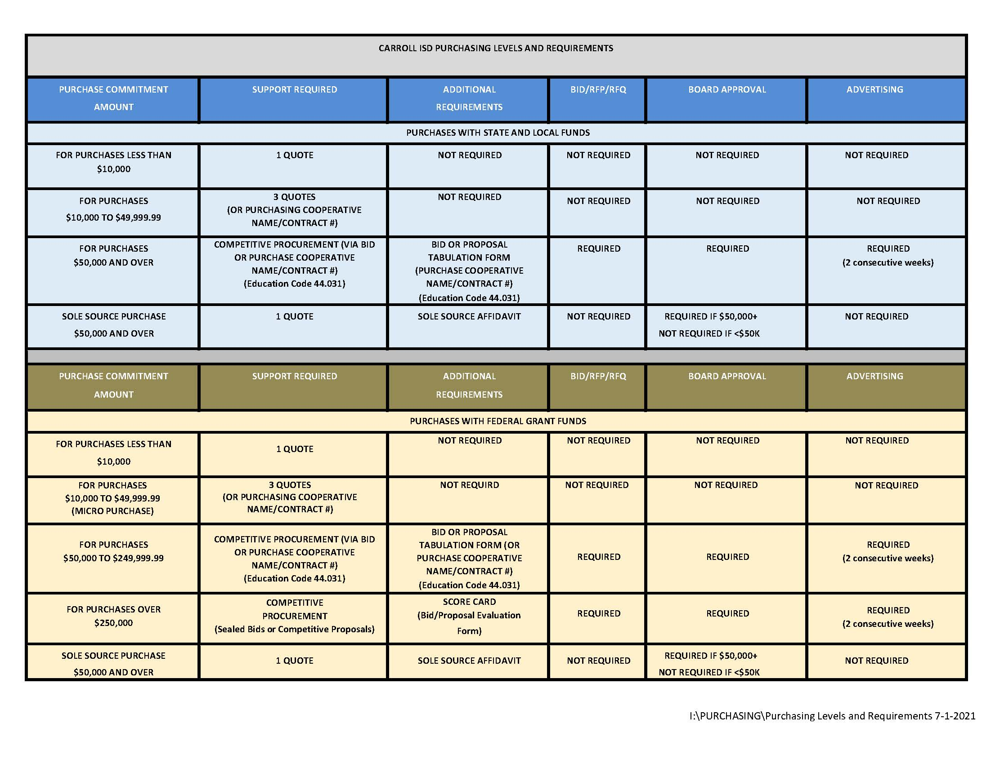 CARROLL ISD PURCHASING LEVELS AND REQUIREMENTS
PURCHASE COMMITMENT
AMOUNT
SUPPORT REQUIRED
ADDITIONAL
REQUIREMENTS
BID/RFP/RFQ
BOARD APPROVAL
ADVERTISING
PURCHASES WITH STATE AND LOCAL FUNDS
FOR PURCHASES LESS THAN
$10,000
1 QUOTE
NOT REQUIRED
NOT REQUIRED
NOT REQUIRED
NOT REQUIRED
FOR PURCHASES
$10,000 TO $49,999.99
3 QUOTES
(OR PURCHASING COOPERATIVE
NAME/CONTRACT #)
NOT REQUIRED
NOT REQUIRED
NOT REQUIRED
NOT REQUIRED
FOR PURCHASES
$50,000 AND OVER
COMPETITIVE PROCUREMENT (VIA BID
OR PURCHASE COOPERATIVE
NAME/CONTRACT #)
(Education Code 44.031)
BID OR PROPOSAL
TABULATION FORM
(PURCHASE COOPERATIVE
NAME/CONTRACT #)
(Education Code 44.031)
REQUIRED
REQUIRED
REQUIRED
(2 consecutive weeks)
SOLE SOURCE PURCHASE
$50,000 AND OVER
1 QUOTE
SOLE SOURCE AFFIDAVIT
NOT REQUIRED
REQUIRED IF $50,000+
NOT REQUIRED IF <$50K
NOT REQUIRED
PURCHASE COMMITMENT
AMOUNT
SUPPORT REQUIRED
ADDITIONAL
REQUIREMENTS
BID/RFP/RFQ
BOARD APPROVAL
ADVERTISING
PURCHASES WITH FEDERAL GRANT FUNDS
FOR PURCHASES LESS THAN
$10,000
1 QUOTE
NOT REQUIRED
NOT REQUIRED
NOT REQUIRED
NOT REQUIRED
FOR PURCHASES
$10,000 TO $49,999.99
(MICRO PURCHASE)
3 QUOTES
(OR PURCHASING COOPERATIVE
NAME/CONTRACT #)
NOT REQUIRD
NOT REQUIRED
NOT REQUIRED
NOT REQUIRED
FOR PURCHASES
$50,000 TO $249,999.99
COMPETITIVE PROCUREMENT (VIA BID
OR PURCHASE COOPERATIVE
NAME/CONTRACT #)
(Education Code 44.031)
BID OR PROPOSAL
TABULATION FORM (OR
PURCHASE COOPERATIVE
NAME/CONTRACT #)
(Education Code 44.031)
REQUIRED
REQUIRED
REQUIRED
(2 consecutive weeks)
FOR PURCHASES OVER
$250,000
COMPETITIVE
PROCUREMENT
(Sealed Bids or Competitive Proposals)
SCORE CARD
(Bid/Proposal Evaluation
Form)
REQUIRED
REQUIRED
REQUIRED
(2 consecutive weeks)
SOLE SOURCE PURCHASE
$50,000 AND OVER
1 QUOTE
SOLE SOURCE AFFIDAVIT
NOT REQUIRED
REQUIRED IF $50,000+
NOT REQUIRED IF <$50K
NOT REQUIRED
I:\PURCHASING\Purchasing Levels and Requirements 7-1-2021